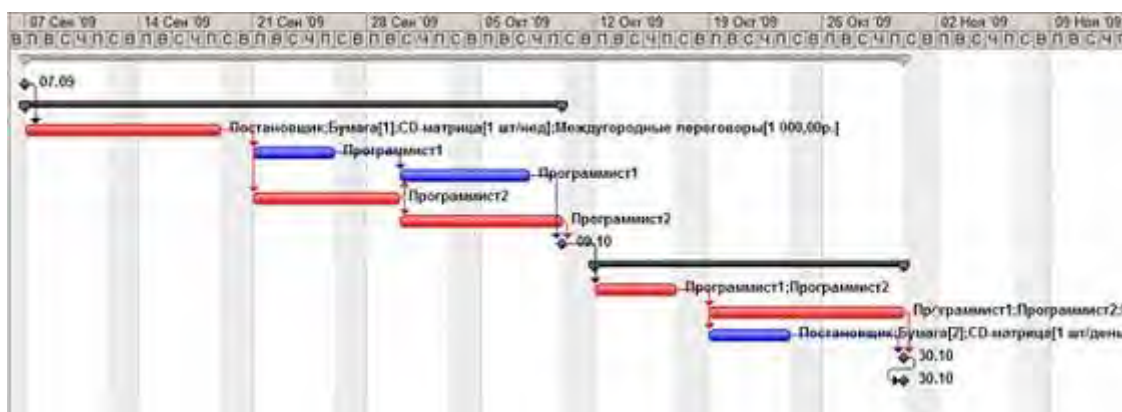 07 Сен '09 14 Сен '09 21 Сен '09 28 Сен '09 05 Окт '09 12 Окт '09 19 Окт '09 26 Окт '09 02 Ноя '09 09 Ноя '09
В П В С Ч П С В П В С Ч П С В П В С Ч П С В П В С Ч П С В П В С Ч П С В П В С Ч П С В П В С Ч П С В П В С Ч П С В П В С Ч П С В П В С Ч П
07.09
Постановщик;Бумага[1];CD-матрица[1 шт/нед];Междугородные переговоры[1 000,00р.]
Программист1
Программист1
Программист2
Программист2
09.10
Программист1;Программист2
Программист1;Программист2;
Постановщик;Бумага[2];CD-матрица[1 шт/день
30.10
30.10